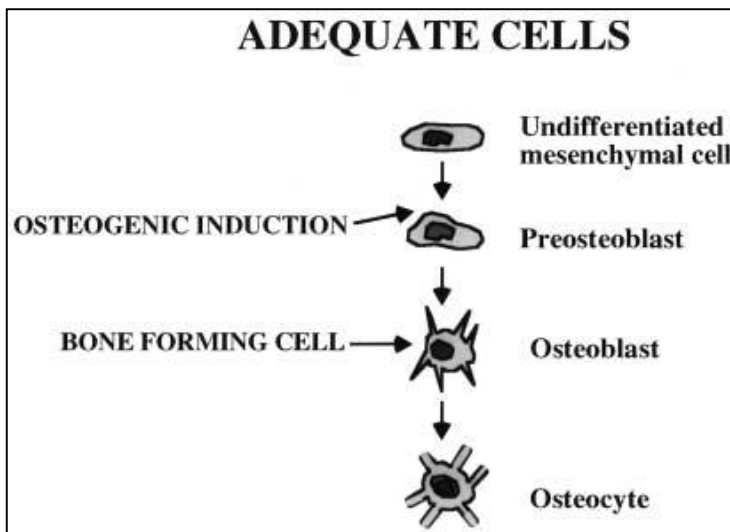 ADEQUATE CELLS
Undifferentiated
mesenchymal cell
OSTEOGENIC INDUCTION
Preosteoblast
BONE FORMING CELL
Osteoblast
Osteocyte